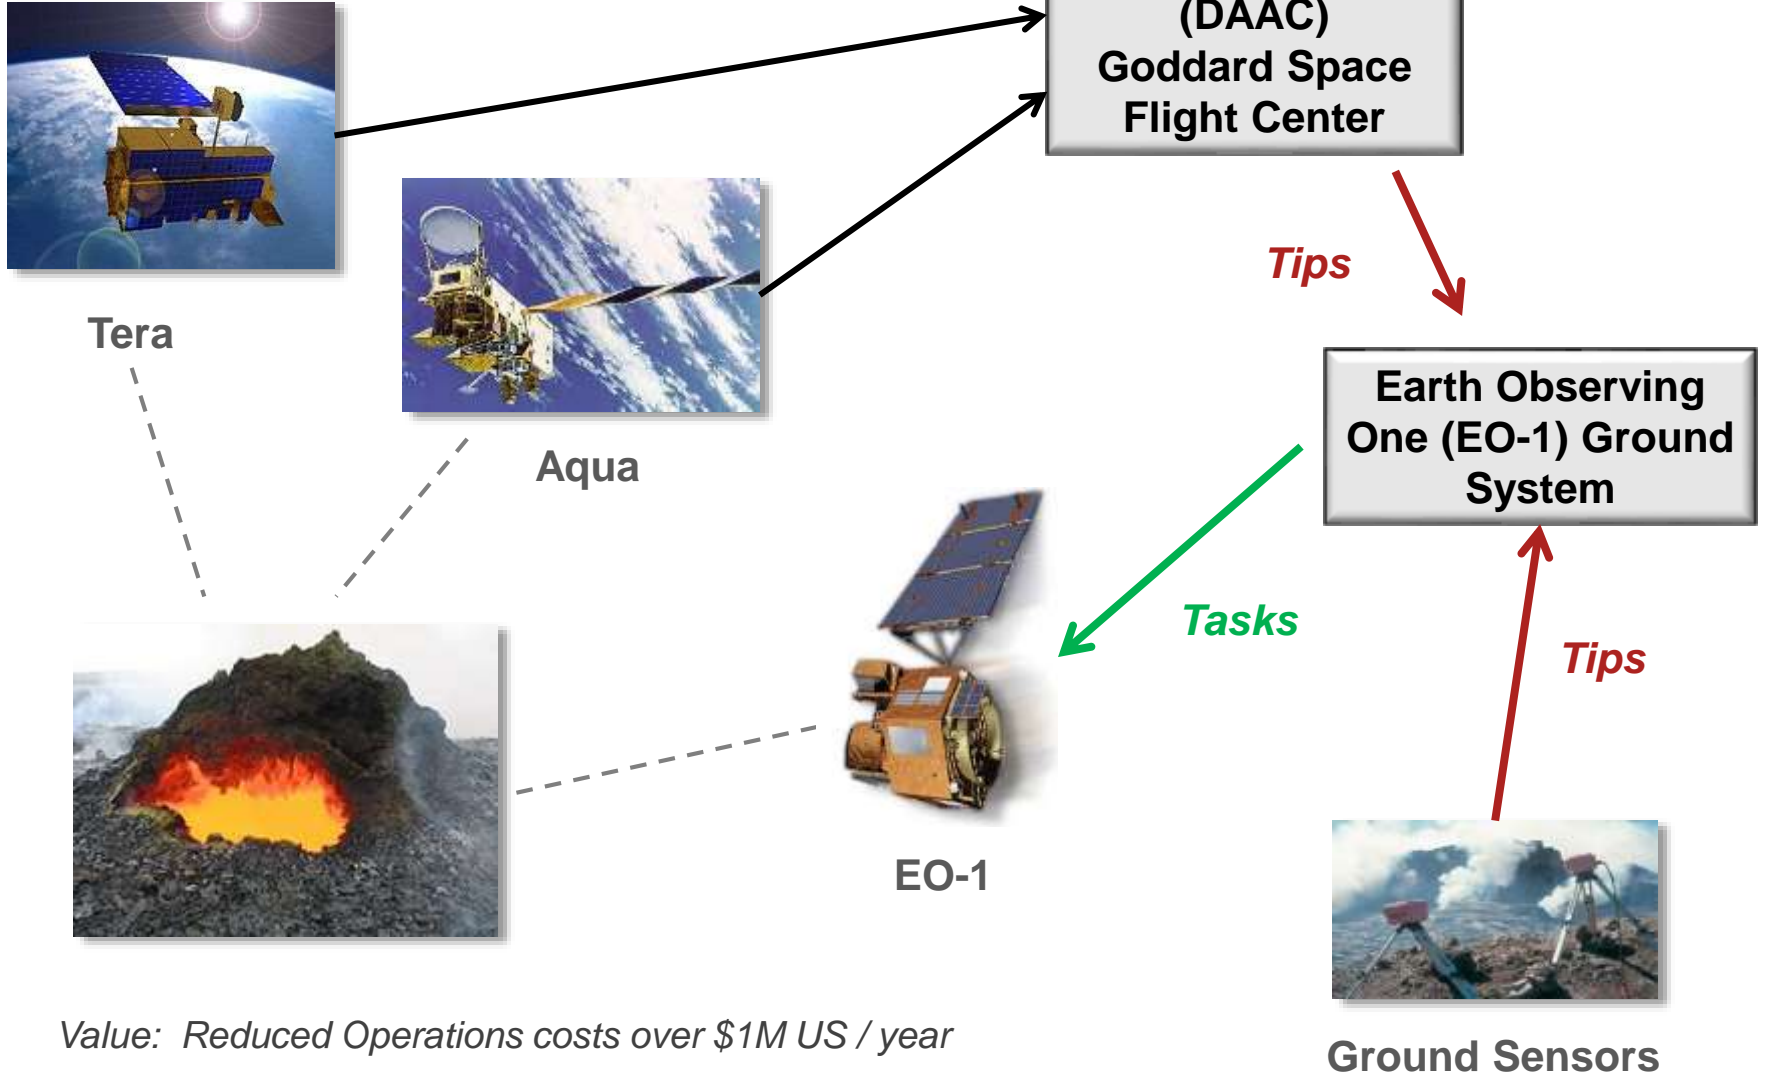 (DAAC)
Goddard Space
Flight Center
Tips
Tera
Earth Observing
One (EO-1) Ground
System
Aqua
Tasks
Tips
EO-1
Value:  Reduced Operations costs over $1M US / year
Ground Sensors